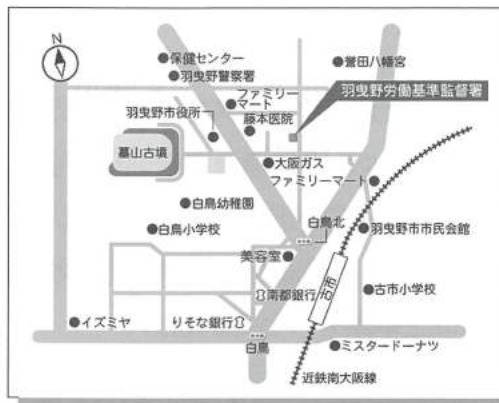 N
保健センター
羽曳野警察署
誉田八幡宮
ファミリー
マート
羽曳野労働基準監督署
羽曳野市役所
藤本医院
墓山古墳
大阪ガス
ファミリーマート
白鳥幼稚園
白鳥小学校
白鳥北
羽曳野市市民会館
美容室
南都銀行
古市
古市小学校
イズミヤ
りそな銀行
白鳥
ミスタードーナツ
近鉄南大阪線